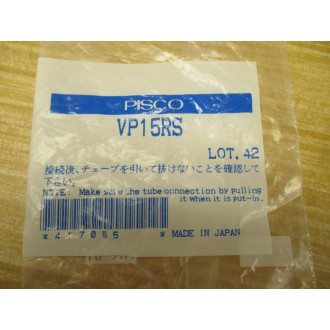 PISCO
VP15RS
LOT. 42
接続後、チューブを引いて抜けないことを確認して
下さい。
NOTE: Make sure the tube connection by pulling
it when it is put-in.
MADE IN JAPAN